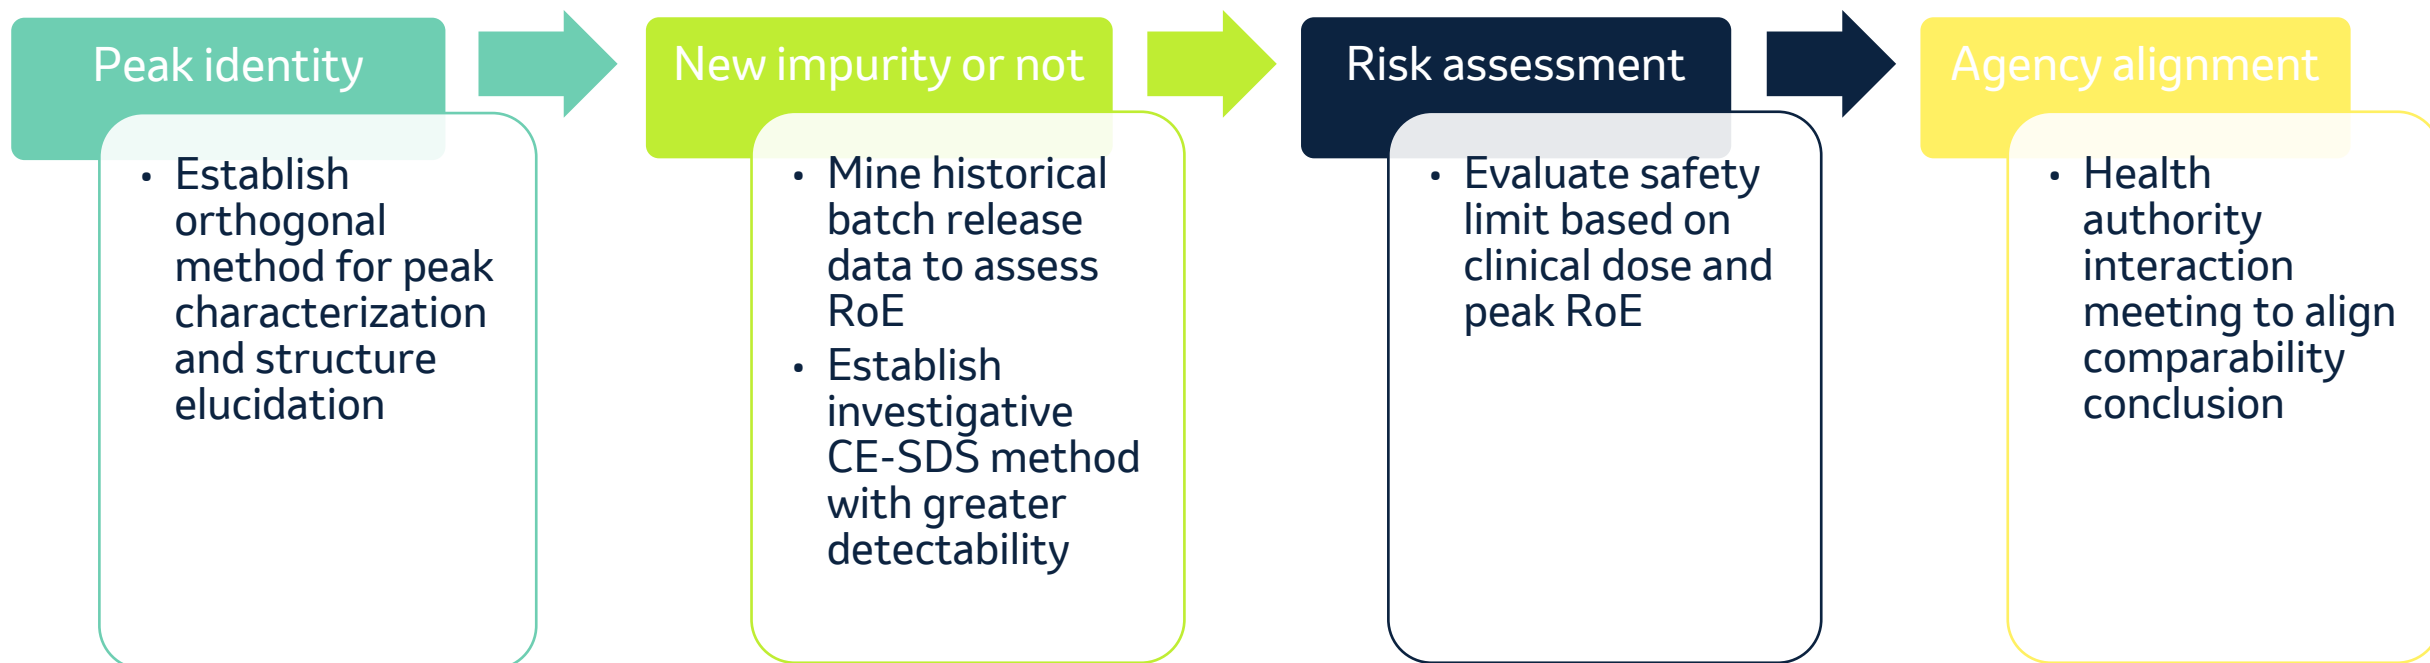 Peak identity
• Establish
orthogonal
method for peak
characterization
and structure
elucidation
New impurity or not
• Mine historical
batch release
data to assess
RoE
• Establish
investigative
CE-SDS method
with greater
detectability
Risk assessment
• Evaluate safety
limit based on
clinical dose and
peak RoE
Agency alignment
• Health
authority
interaction
meeting to align
comparability
conclusion